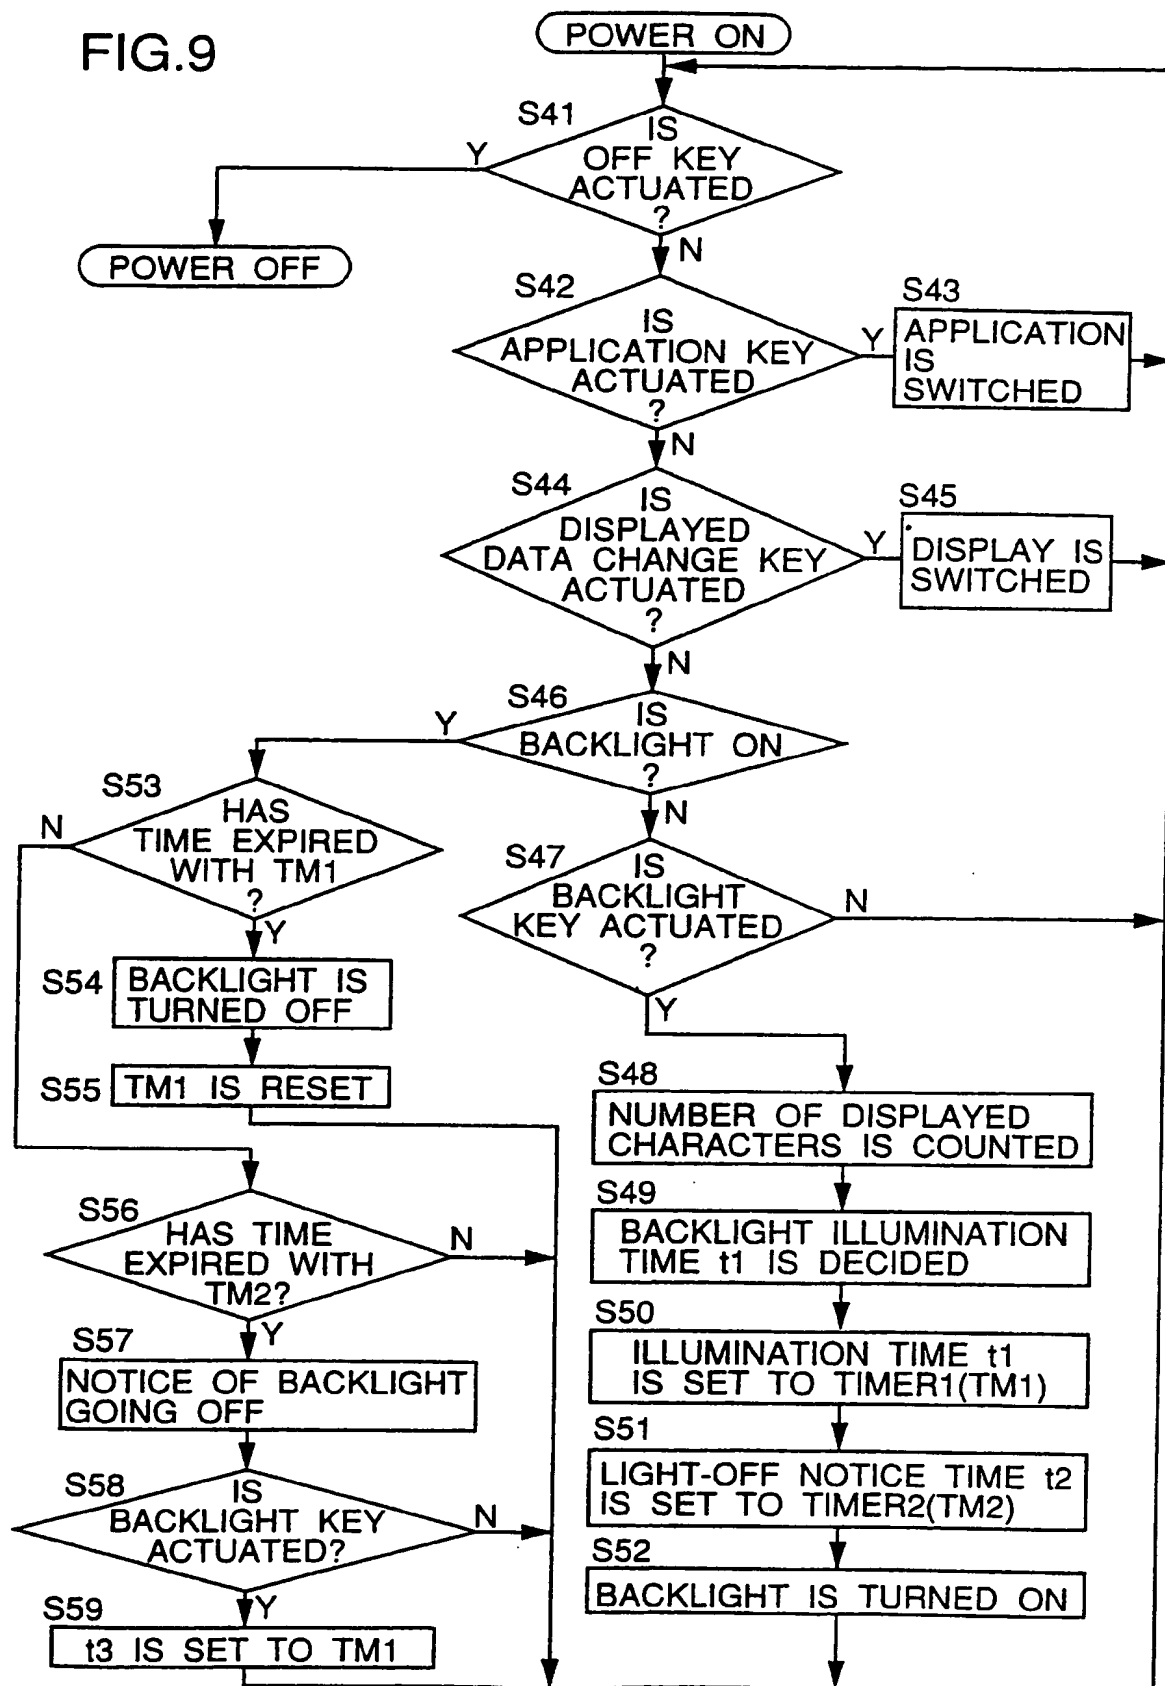 FIG.9
POWER ON
S41
IS
OFF KEY
ACTUATED
?
Y
N
POWER OFF
S42
IS
APPLICATION KEY
ACTUATED
?
Y
N
S43
APPLICATION
IS
SWITCHED
S44
IS
DISPLAYED
DATA CHANGE KEY
ACTUATED
?
Y
N
S45
DISPLAY IS
SWITCHED
S46
IS
BACKLIGHT ON
?
Y
N
S53
HAS
TIME EXPIRED
WITH TM1
?
N
Y
S47
IS
BACKLIGHT
KEY ACTUATED
?
N
Y
S54
BACKLIGHT IS
TURNED OFF
S55
TM1 IS RESET
S48
NUMBER OF DISPLAYED
CHARACTERS IS COUNTED
S49
BACKLIGHT ILLUMINATION
TIME t1 IS DECIDED
S56
HAS TIME
EXPIRED WITH
TM2?
N
Y
S50
ILLUMINATION TIME t1
IS SET TO TIMER1(TM1)
S57
NOTICE OF BACKLIGHT
GOING OFF
S51
LIGHT-OFF NOTICE TIME t2
IS SET TO TIMER2(TM2)
S58
IS
BACKLIGHT KEY
ACTUATED?
N
Y
S52
BACKLIGHT IS TURNED ON
S59
t3 IS SET TO TM1